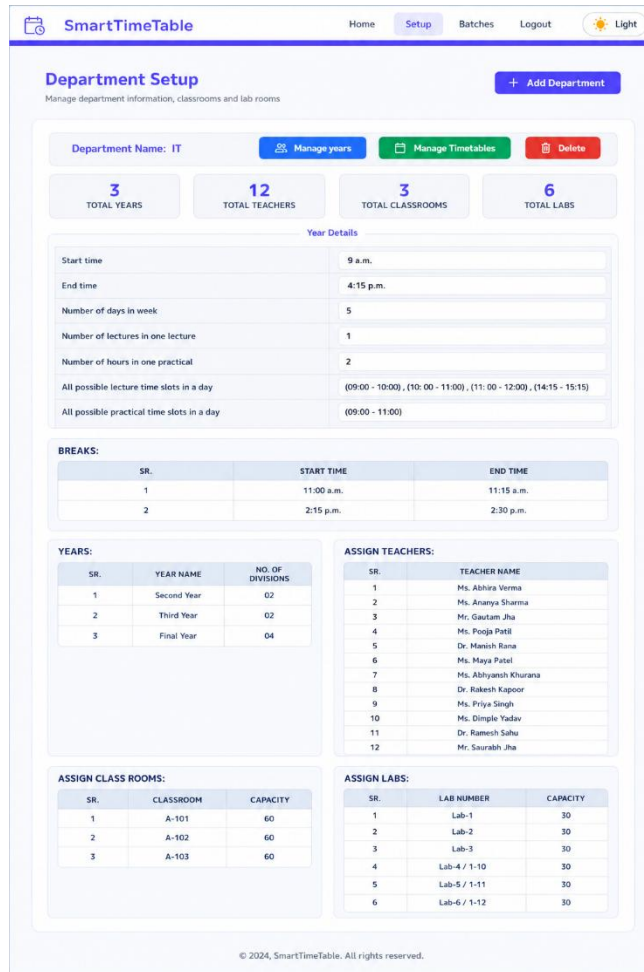 SmartTimeTable Home Setup Batches Logout Light
Department Setup
+ Add Department
Manage department information, classrooms and lab rooms
Department Name: IT Manage years Manage Timetables Delete
3 12 3 6
TOTAL YEARS TOTAL TEACHERS TOTAL CLASSROOMS TOTAL LABS
Year Details
Start time 9 a.m.
End time 4:15 p.m.
Number of days in week 5
Number of lectures in one lecture 1
Number of hours in one practical 2
All possible lecture time slots in a day (09:00 - 10:00) , (10: 00 - 11:00) , (11: 00 - 12:00) , (14:15 - 15:15)
All possible practical time slots in a day (09:00 - 11:00)
BREAKS:
SR. START TIME END TIME
1 11:00 a.m. 11:15 a.m.
2 2:15 p.m. 2:30 p.m.
YEARS:
SR. YEAR NAME NO. OF DIVISIONS
1 Second Year 02
2 Third Year 02
3 Final Year 04
ASSIGN TEACHERS:
SR. TEACHER NAME
1 Ms. Abhira Verma
2 Ms. Ananya Sharma
3 Mr. Gautam Jha
4 Ms. Pooja Patil
5 Dr. Manish Rana
6 Ms. Maya Patel
7 Ms. Abhyansh Khurana
8 Dr. Rakesh Kapoor
9 Ms. Priya Singh
10 Ms. Dimple Yadav
11 Dr. Ramesh Sahu
12 Mr. Saurabh Jha
ASSIGN CLASS ROOMS:
SR. CLASSROOM CAPACITY
1 A-101 60
2 A-102 60
3 A-103 60
ASSIGN LABS:
SR. LAB NUMBER CAPACITY
1 Lab-1 30
2 Lab-2 30
3 Lab-3 30
4 Lab-4 / 1-10 30
5 Lab-5 / 1-11 30
6 Lab-6 / 1-12 30
© 2024, SmartTimeTable. All rights reserved.